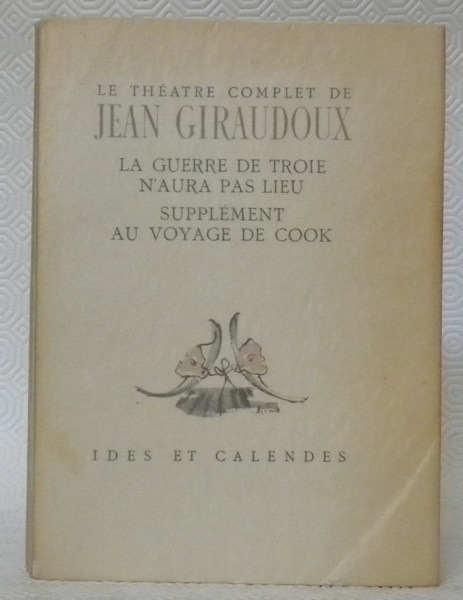 LE THÉATRE COMPLET DE
JEAN GIRAUDOUX
LA GUERRE DE TROIE
N'AURA PAS LIEU
SUPPLÉMENT
AU VOYAGE DE COOK
IDES ET CALENDES